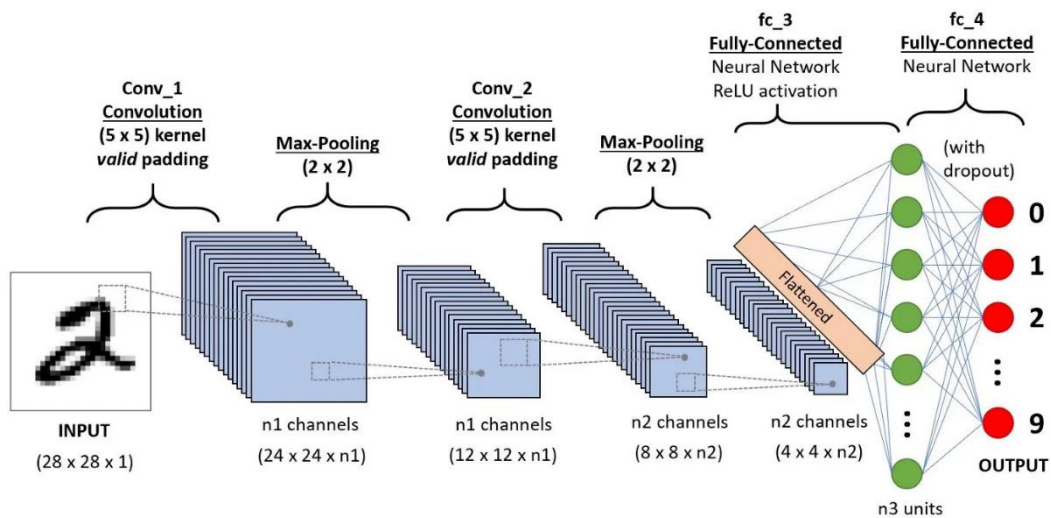 fc_3
Fully-Connected
Neural Network
ReLU activation
fc_4
Fully-Connected
Neural Network
Conv_1
Convolution
(5 x 5) kernel
valid padding
Max-Pooling
(2 x 2)
Conv_2
Convolution
(5 x 5) kernel
valid padding
Max-Pooling
(2 x 2)
(with
dropout)
Flattened
0
1
2
...
9
INPUT
(28 x 28 x 1)
n1 channels
(24 x 24 x n1)
n1 channels
(12 x 12 x n1)
n2 channels
(8 x 8 x n2)
n2 channels
(4 x 4 x n2)
...
n3 units
OUTPUT
2